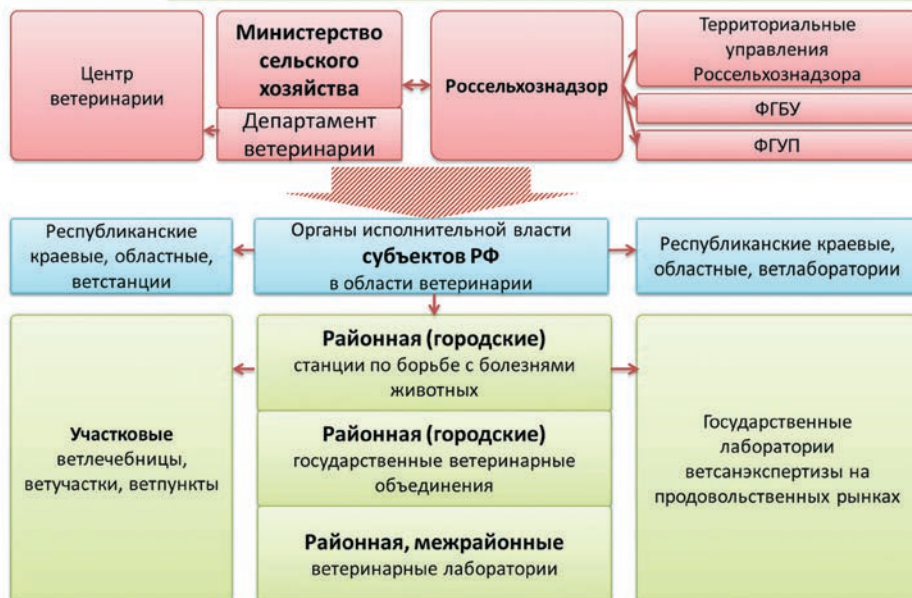 Центр
ветеринарии
Министерство
сельского
хозяйства
Департамент
ветеринарии
Россельхознадзор
Территориальные
управления
Россельхознадзора
ФГБУ
ФГУП
Республиканские
краевые, областные,
ветстанции
Органы исполнительной власти
субъектов РФ
в области ветеринарии
Республиканские краевые,
областные, ветлаборатории
Участковые
ветлечебницы,
ветучастки, ветпункты
Районная (городские)
станции по борьбе с болезнями
животных
Районная (городские)
государственные ветеринарные
объединения
Районная, межрайонные
ветеринарные лаборатории
Государственные
лаборатории
ветсанэкспертизы на
продовольственных рынках